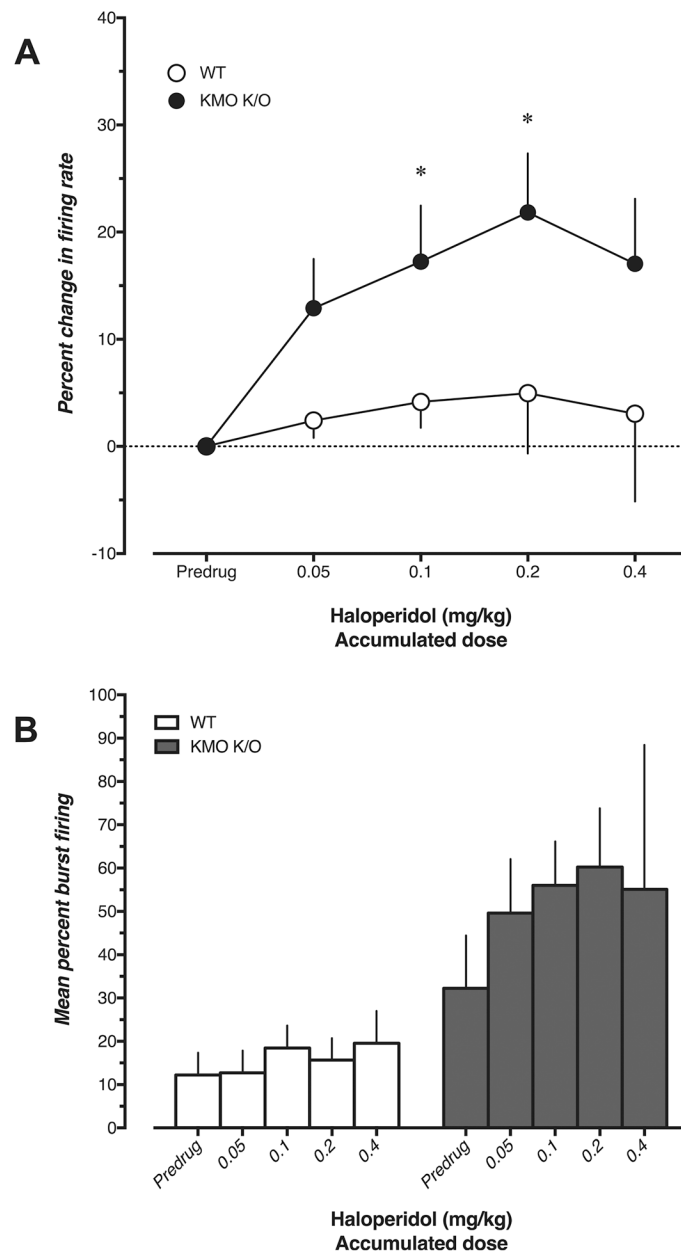 A
40
30
20
10
0
-10
Percent change in firing rate
WT
KMO K/O
*
*
Predrug 0.05 0.1 0.2 0.4
Haloperidol (mg/kg)
Accumulated dose
B
100
90
80
70
60
50
40
30
20
10
0
Mean percent burst firing
WT
KMO K/O
Predrug 0.05 0.1 0.2 0.4 Predrug 0.05 0.1 0.2 0.4
Haloperidol (mg/kg)
Accumulated dose